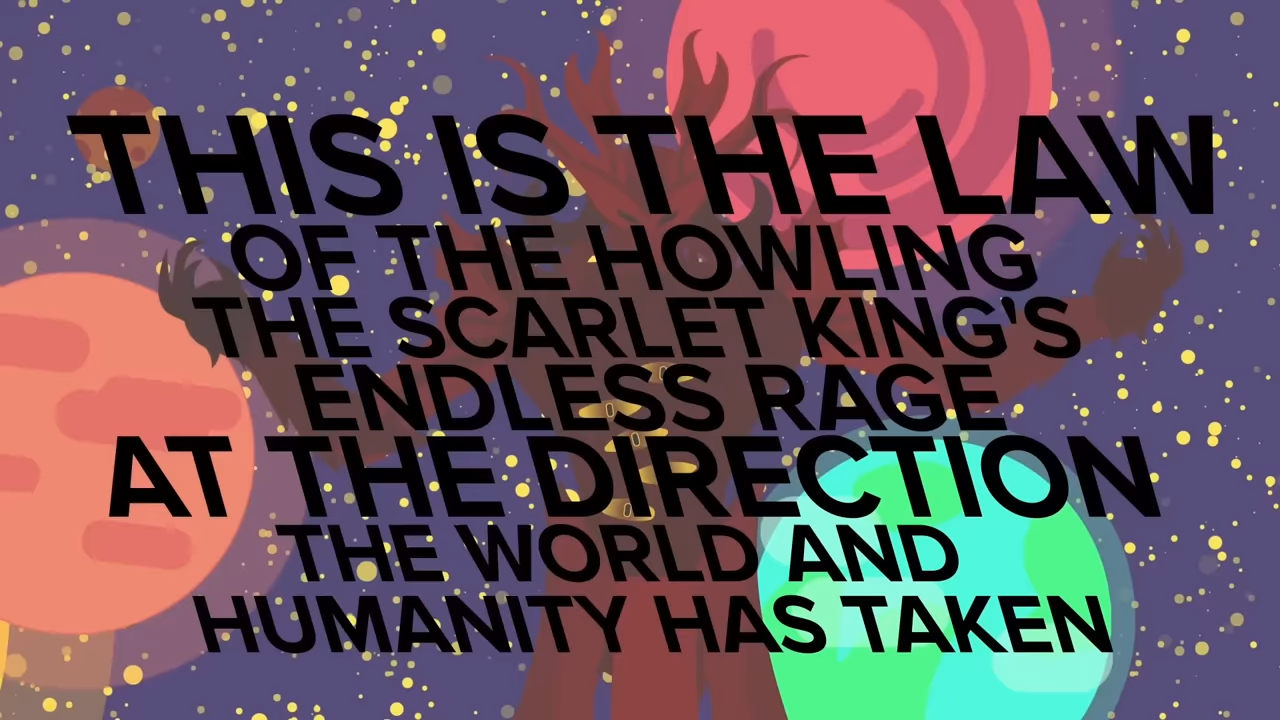 THIS IS THE LAW
OF THE HOWLING
THE SCARLET KING'S
ENDLESS RAGE
AT THE DIRECTION
THE WORLD AND
HUMANITY HAS TAKEN